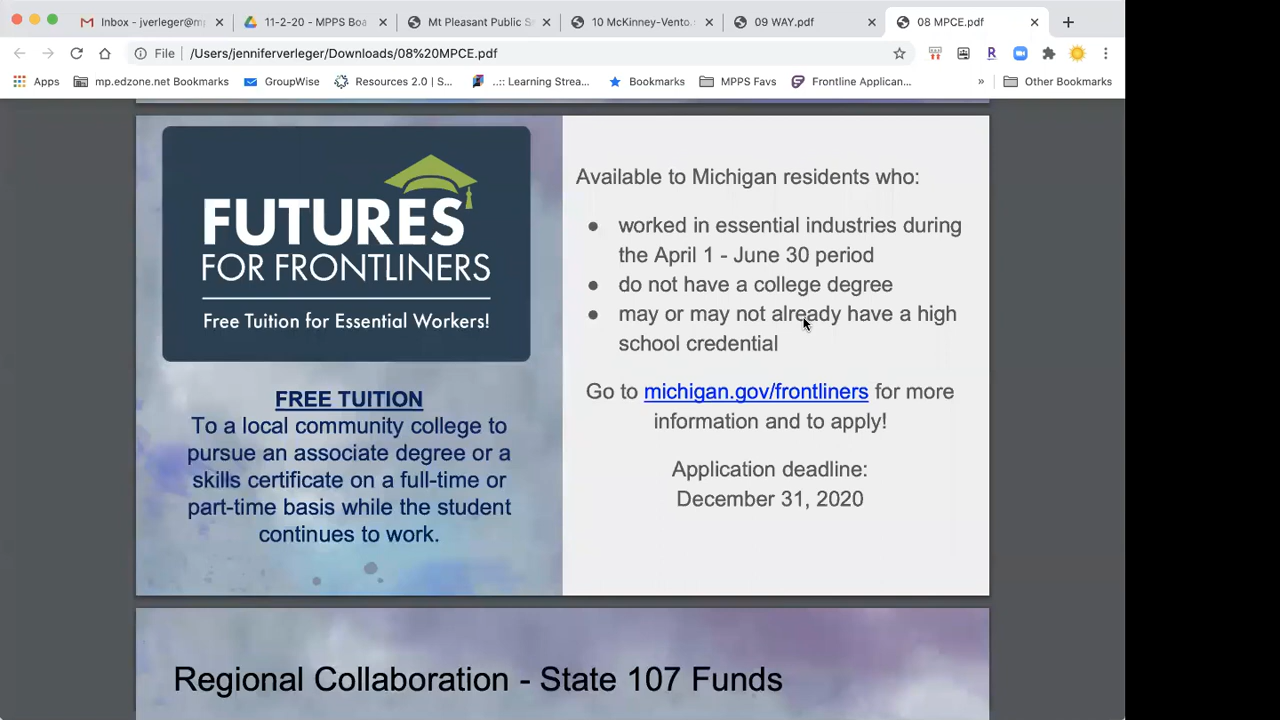 Inbox - jverleger@m
11-2-20 - MPPS Boa
Mt Pleasant Public S
10 McKinney-Vento.
09 WAY.pdf
08 MPCE.pdf
File
/Users/jenniferverleger/Downloads/08%20MPCE.pdf
Apps
mp.edzone.net Bookmarks
GroupWise
Resources 2.0 | S...
..:: Learning Strea...
Bookmarks
MPPS Favs
Frontline Applican...
»
Other Bookmarks
FUTURES
FOR FRONTLINERS
Free Tuition for Essential Workers!
FREE TUITION
To a local community college to
pursue an associate degree or a
skills certificate on a full-time or
part-time basis while the student
continues to work.
Available to Michigan residents who:
● worked in essential industries during
the April 1 - June 30 period
● do not have a college degree
● may or may not already have a high
school credential
Go to michigan.gov/frontliners for more
information and to apply!
Application deadline:
December 31, 2020
Regional Collaboration - State 107 Funds